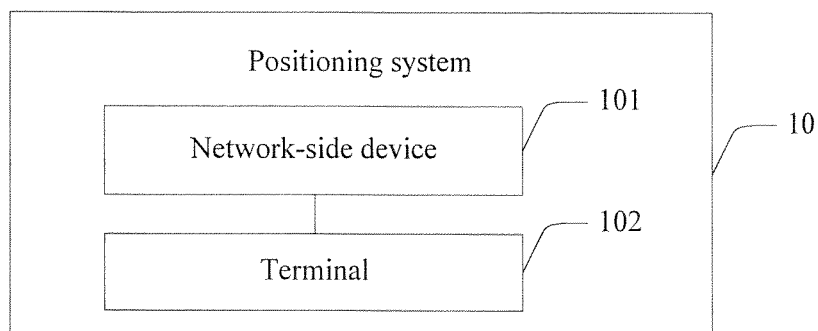 Positioning system
101
Network-side device
10
102
Terminal